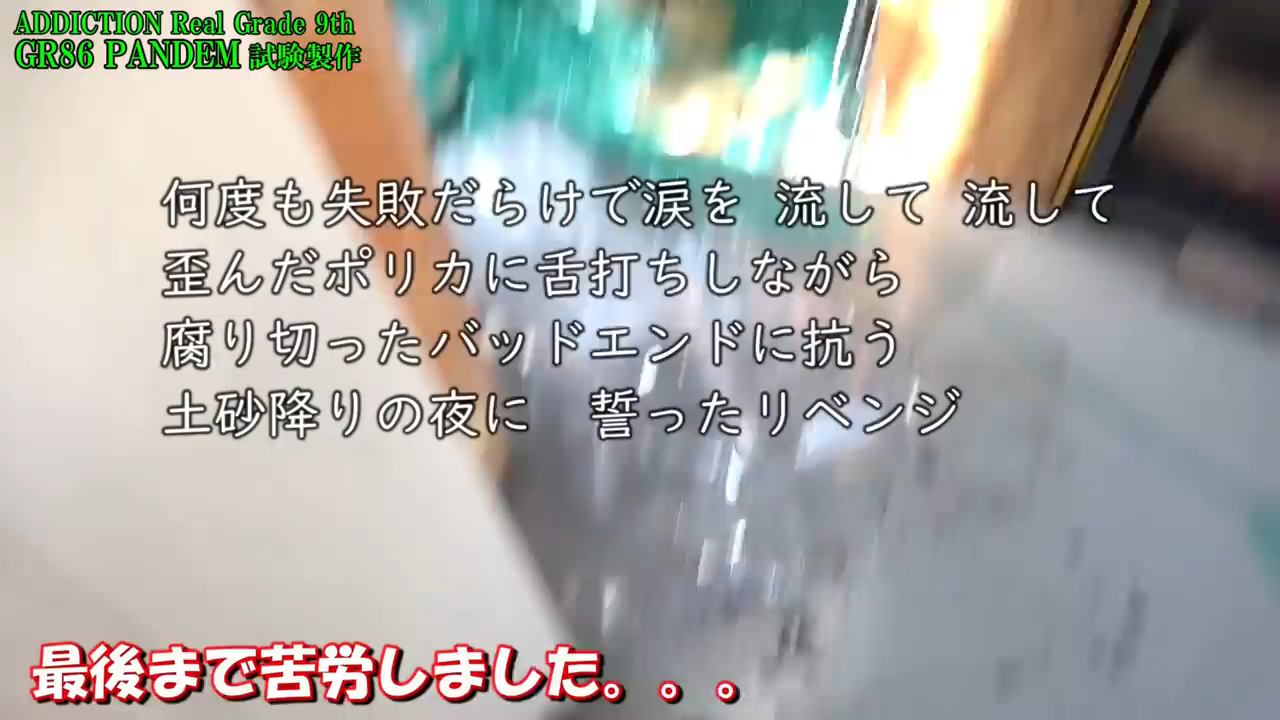 ADDICTION Real Grade 9th
GR86 PANDEM 試験製作
何度も失敗だらけで涙を 流して 流して
歪んだポリカに舌打ちしながら
腐り切ったバッドエンドに抗う
土砂降りの夜に　誓ったリベンジ
最後まで苦労しました。。。